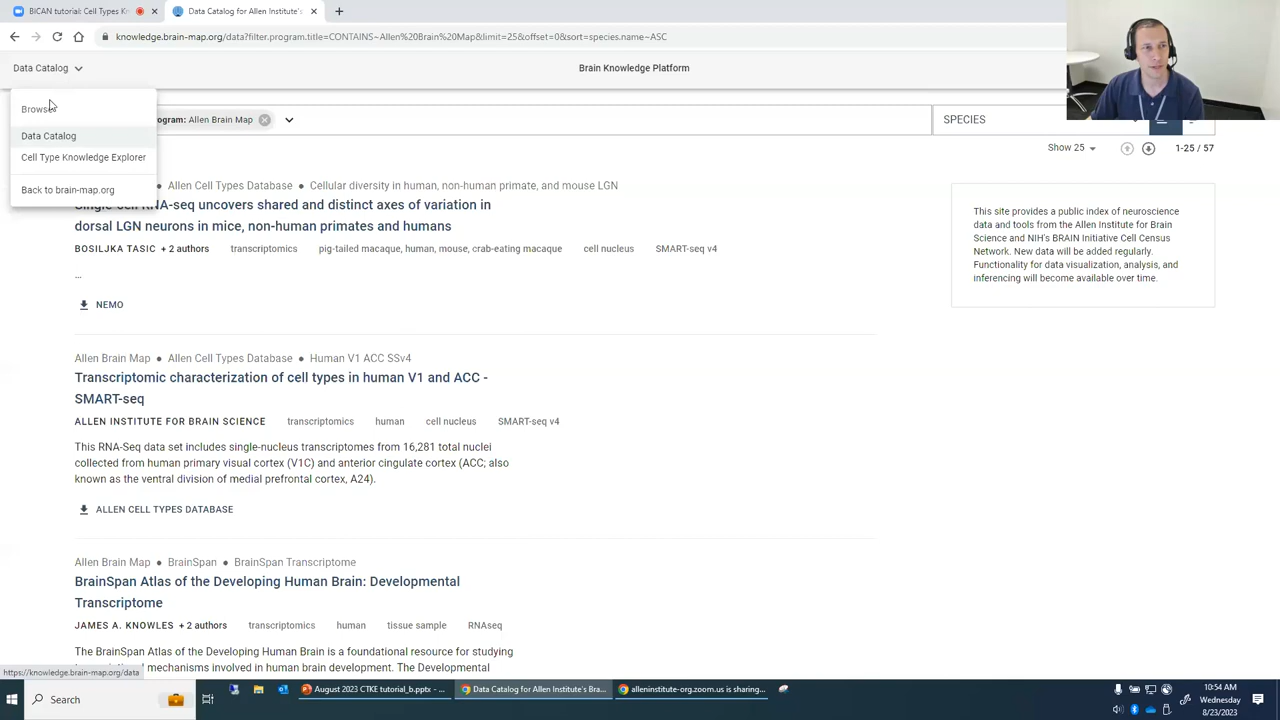 BICAN tutorial: Cell Types Kn
Data Catalog for Allen Institute's
knowledge.brain-map.org/data?filter.program.title=CONTAINS~Allen%20Brain%20Map&limit=25&offset=0&sort=species.name~ASC
Data Catalog
Brain Knowledge Platform
Browse
Data Catalog
Cell Type Knowledge Explorer
Back to brain-map.org
ogram: Allen Brain Map
SPECIES
Show 25
1-25 / 57
Allen Cell Types Database ● Cellular diversity in human, non-human primate, and mouse LGN
Single-cell RNA-seq uncovers shared and distinct axes of variation in
dorsal LGN neurons in mice, non-human primates and humans
BOSILJKA TASIC + 2 authors transcriptomics pig-tailed macaque, human, mouse, crab-eating macaque cell nucleus SMART-seq v4
...
NEMO
This site provides a public index of neuroscience
data and tools from the Allen Institute for Brain
Science and NIH's BRAIN Initiative Cell Census
Network. New data will be added regularly.
Functionality for data visualization, analysis, and
inferencing will become available over time.
Allen Brain Map ● Allen Cell Types Database ● Human V1 ACC SSv4
Transcriptomic characterization of cell types in human V1 and ACC -
SMART-seq
ALLEN INSTITUTE FOR BRAIN SCIENCE transcriptomics human cell nucleus SMART-seq v4
This RNA-Seq data set includes single-nucleus transcriptomes from 16,281 total nuclei
collected from human primary visual cortex (V1C) and anterior cingulate cortex (ACC; also
known as the ventral division of medial prefrontal cortex, A24).
ALLEN CELL TYPES DATABASE
Allen Brain Map ● BrainSpan ● BrainSpan Transcriptome
BrainSpan Atlas of the Developing Human Brain: Developmental
Transcriptome
JAMES A. KNOWLES + 2 authors transcriptomics human tissue sample RNAseq
The BrainSpan Atlas of the Developing Human Brain is a foundational resource for studying
mechanisms involved in human brain development. The Developmental
https://knowledge.brain-map.org/data
Search
August 2023 CTKE tutorial_b.pptx - ...
Data Catalog for Allen Institute's Bra...
alleninstitute-org.zoom.us is sharing...
10:54 AM
Wednesday
8/23/2023